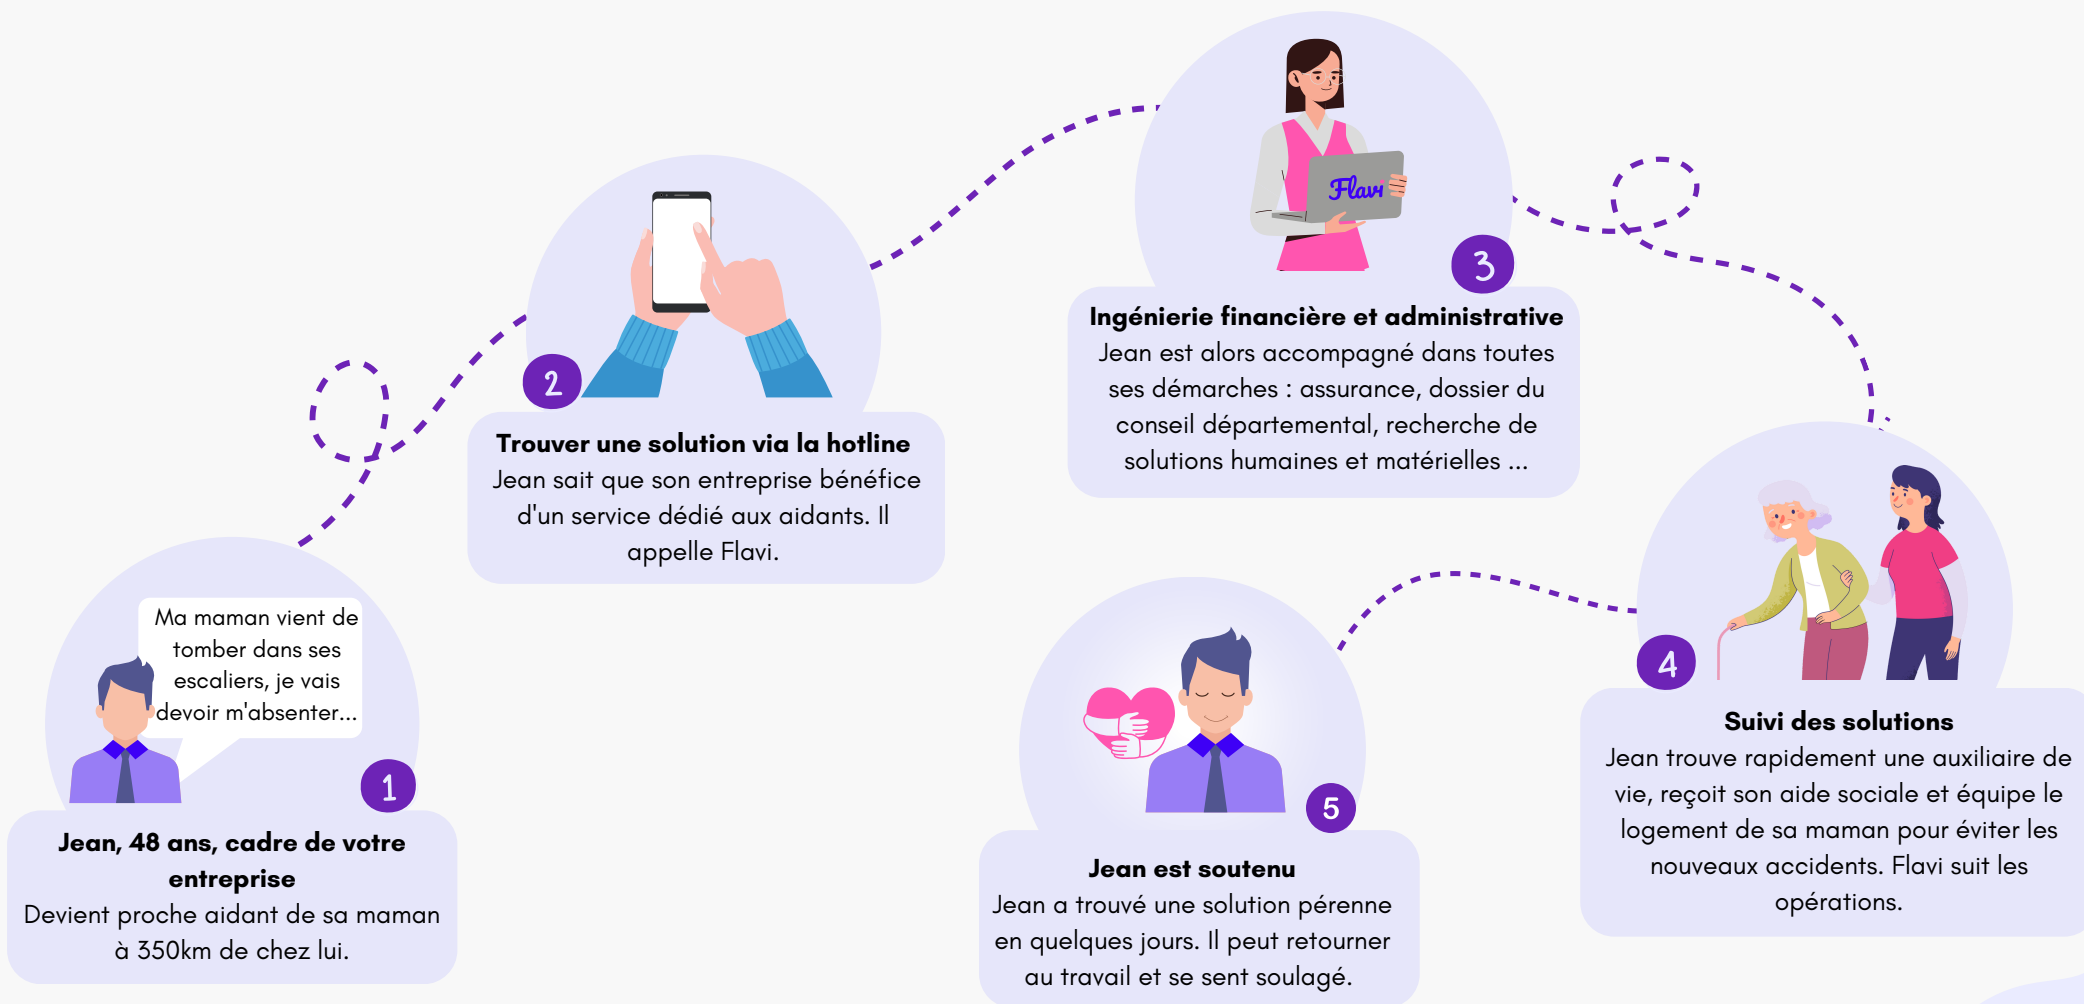 Ma maman vient de
tomber dans ses
escaliers, je vais
devoir m'absenter...
1
Jean, 48 ans, cadre de votre
entreprise
Devient proche aidant de sa maman
à 350km de chez lui.
2
Trouver une solution via la hotline
Jean sait que son entreprise bénéfice
d'un service dédié aux aidants. Il
appelle Flavi.
Flavi
3
Ingénierie financière et administrative
Jean est alors accompagné dans toutes
ses démarches : assurance, dossier du
conseil départemental, recherche de
solutions humaines et matérielles ...
4
Suivi des solutions
Jean trouve rapidement une auxiliaire de
vie, reçoit son aide sociale et équipe le
logement de sa maman pour éviter les
nouveaux accidents. Flavi suit les
opérations.
5
Jean est soutenu
Jean a trouvé une solution pérenne
en quelques jours. Il peut retourner
au travail et se sent soulagé.